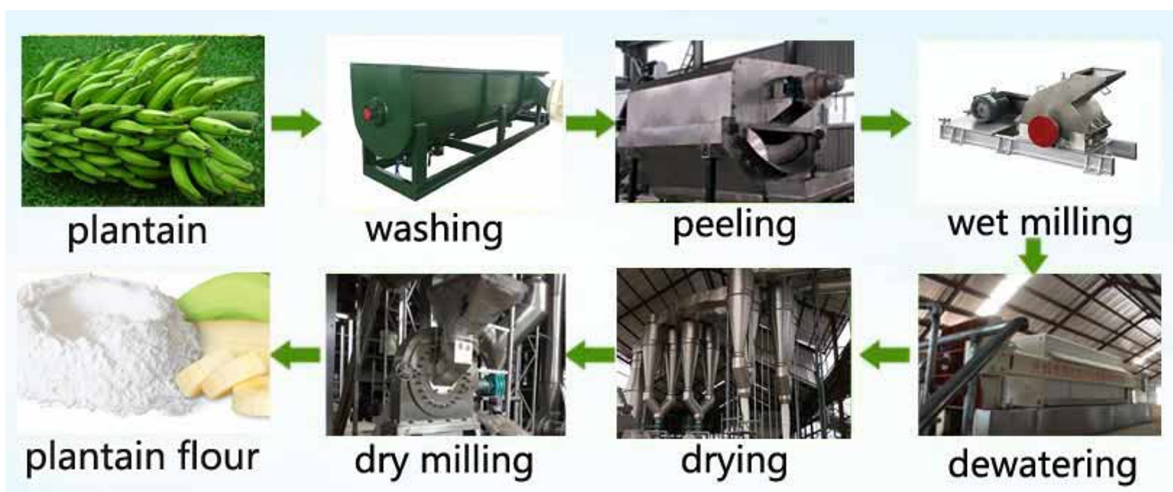 plantain
washing
peeling
wet milling
dewatering
drying
dry milling
plantain flour